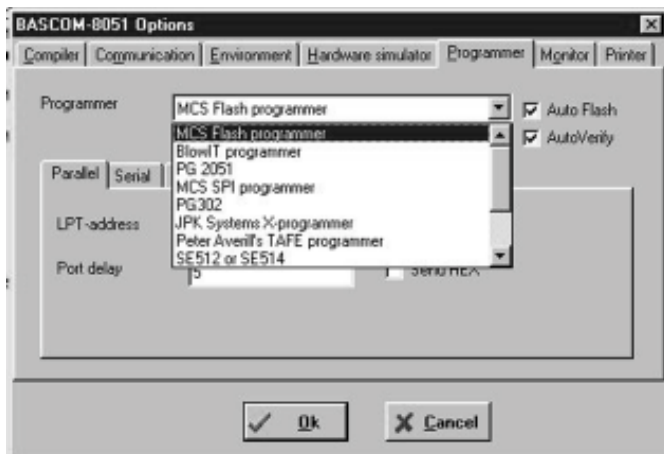 BASCOM-8051 Options
Compiler Communication Environment Hardware simulator Programmer Monitor Printer
Programmer MCS Flash programmer Auto Flash
MCS Flash programmer AutoVerify
BlowIT programmer
PG 2051
Parallel Serial
MCS SPI programmer
PG302
LPT-address JPK Systems X-programmer
Peter Averill's TAFE programmer
SE512 or SE514
Port delay 5 Send HEX
Ok Cancel